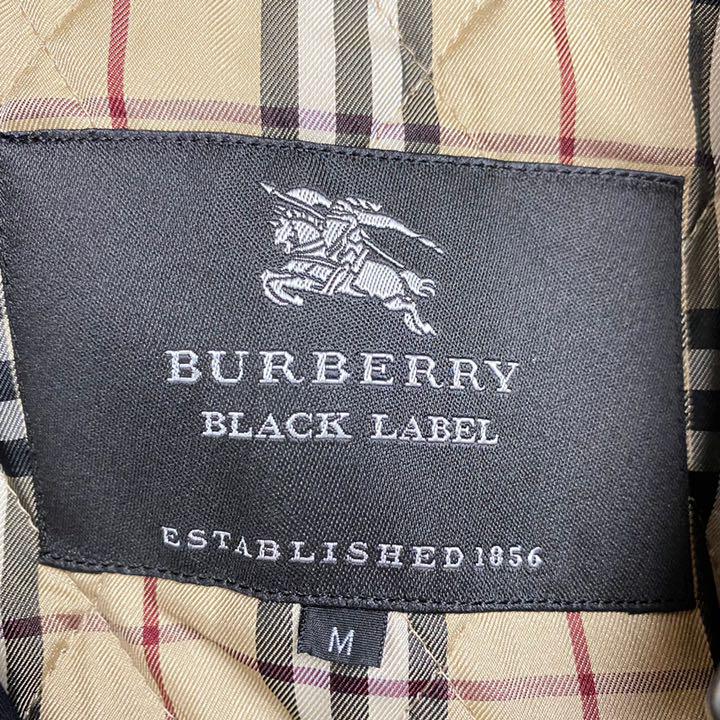 BURBERRY
BLACK LABEL
ESTABLISHED 1856
M